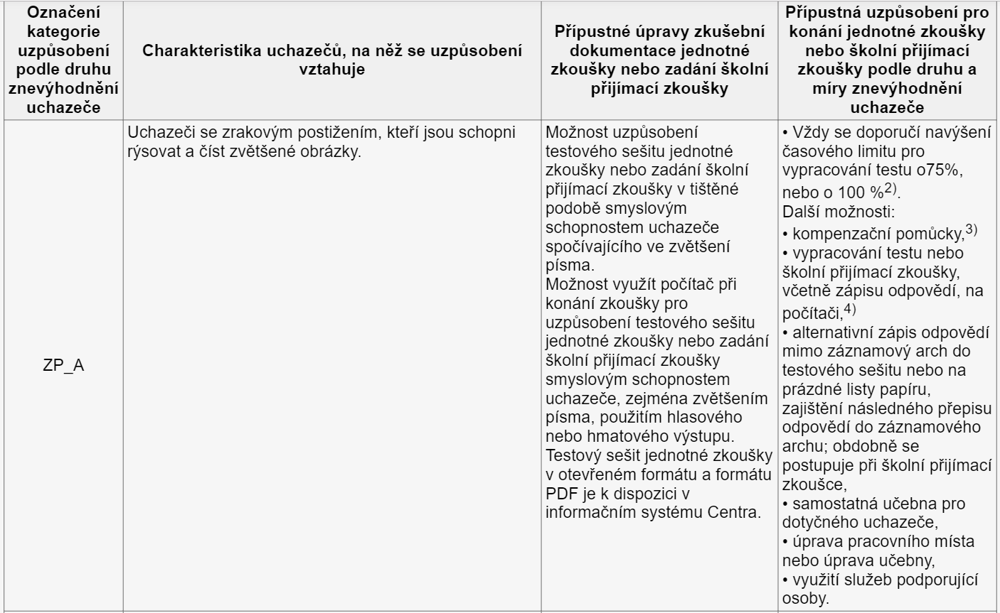 Označení
kategorie
uzpůsobení
podle druhu
znevýhodnění
uchazeče
Charakteristika uchazečů, na něž se uzpůsobení
vztahuje
Přípustné úpravy zkušební
dokumentace jednotné
zkoušky nebo zadání školní
přijímací zkoušky
Přípustná uzpůsobení pro
konání jednotné zkoušky
nebo školní přijímací
zkoušky podle druhu a
míry znevýhodnění
uchazeče
ZP_A
Uchazeči se zrakovým postižením, kteří jsou schopni
rýsovat a číst zvětšené obrázky.
Možnost uzpůsobení
testového sešitu jednotné
zkoušky nebo zadání školní
přijímací zkoušky v tištěné
podobě smyslovým
schopnostem uchazeče
spočívajícího ve zvětšení
písma.
Možnost využít počítač při
konání zkoušky pro
uzpůsobení testového sešitu
jednotné zkoušky nebo zadání
školní přijímací zkoušky
smyslovým schopnostem
uchazeče, zejména zvětšením
písma, použitím hlasového
nebo hmatového výstupu.
Testový sešit jednotné zkoušky
v otevřeném formátu a formátu
PDF je k dispozici v
informačním systému Centra.
• Vždy se doporučí navýšení
časového limitu pro
vypracování testu o75%,
nebo o 100 %2).
Další možnosti:
• kompenzační pomůcky,3)
• vypracování testu nebo
školní přijímací zkoušky,
včetně zápisu odpovědí, na
počítači,4)
• alternativní zápis odpovědí
mimo záznamový arch do
testového sešitu nebo na
prázdné listy papíru,
zajištění následného přepisu
odpovědí do záznamového
archu; obdobně se
postupuje při školní přijímací
zkoušce,
• samostatná učebna pro
dotyčného uchazeče,
• úprava pracovního místa
nebo úprava učebny,
• využití služeb podporující
osoby.